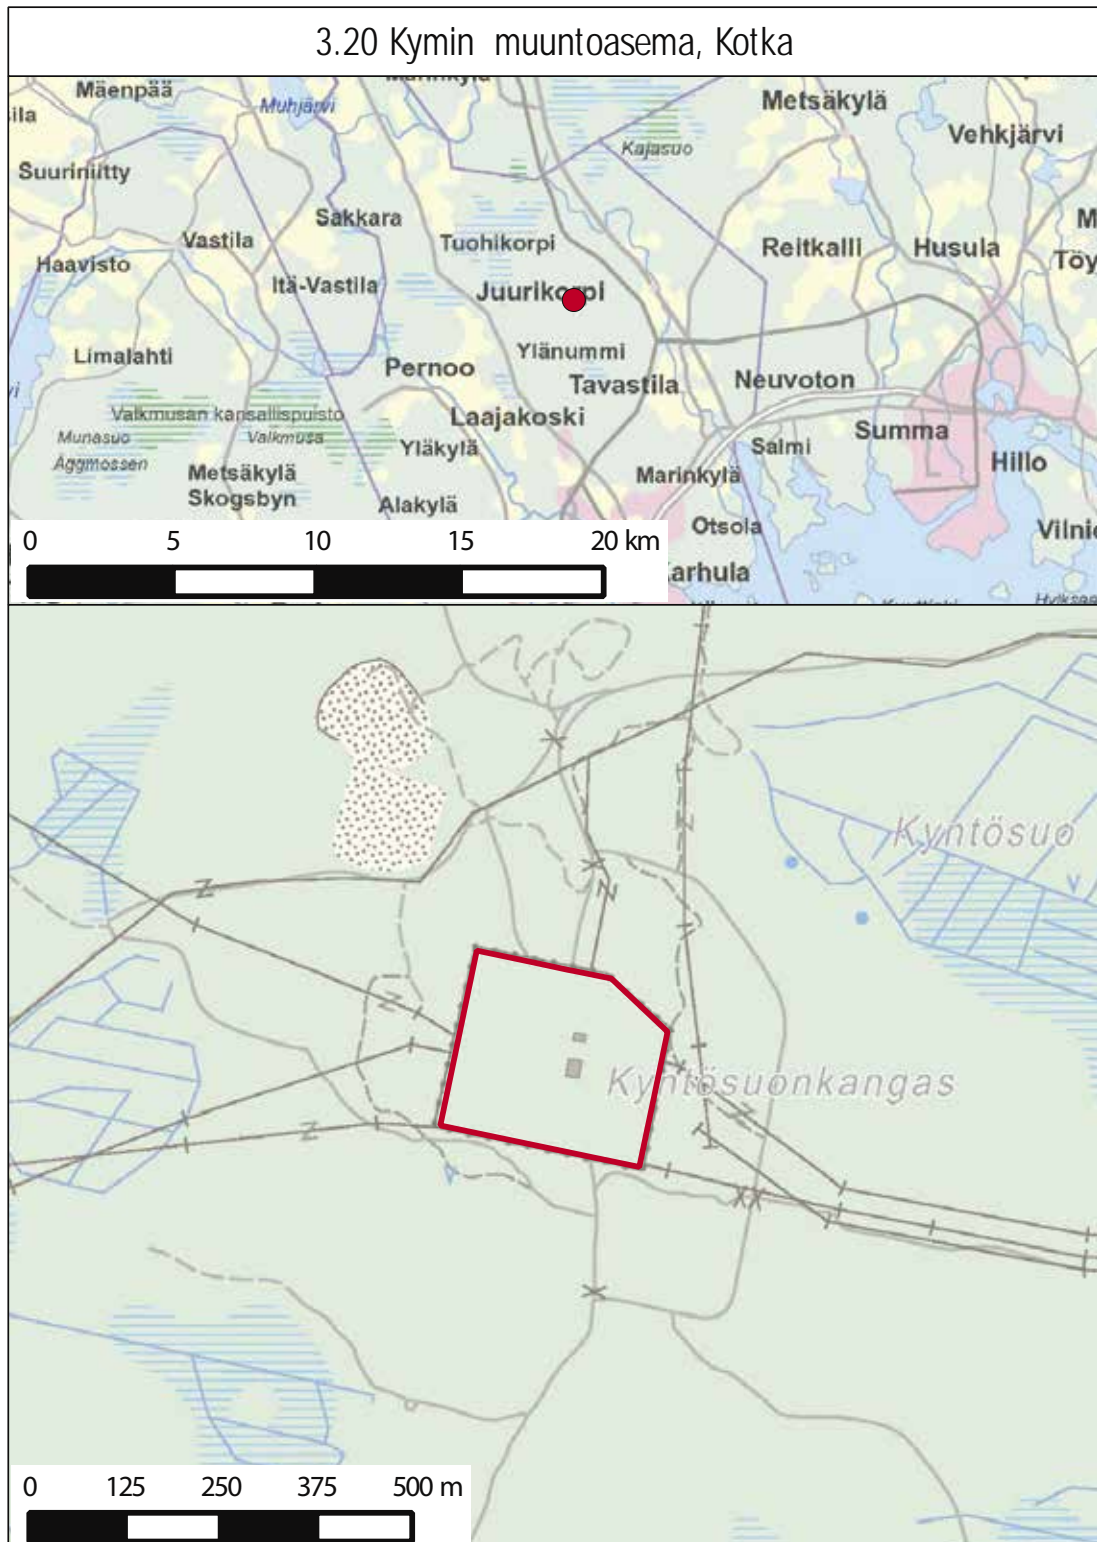 3.20 Kymin muuntoasema, Kotka
Mäenpää
Muhjärvi
Metsäkylä
Vehkjärvi
Kajasuo
Suuriniitty
Sakkara
Vastila
Tuohikorpi
Reitkalli
Husula
Haavisto
Itä-Vastila
Juurikorpi
Limalahti
Ylänummi
Pernoo
Tavastila
Neuvoton
Valkmusan kansallispuisto
Laajakoski
Munasuo
Valkmusa
Yläkylä
Salmi
Summa
Äggmossen
Metsäkylä
Skogsbyn
Marinkylä
Hillo
Alakylä
Otsola
0 5 10 15 20 km
Kyntösuo
Kyntösuonkangas
0 125 250 375 500 m